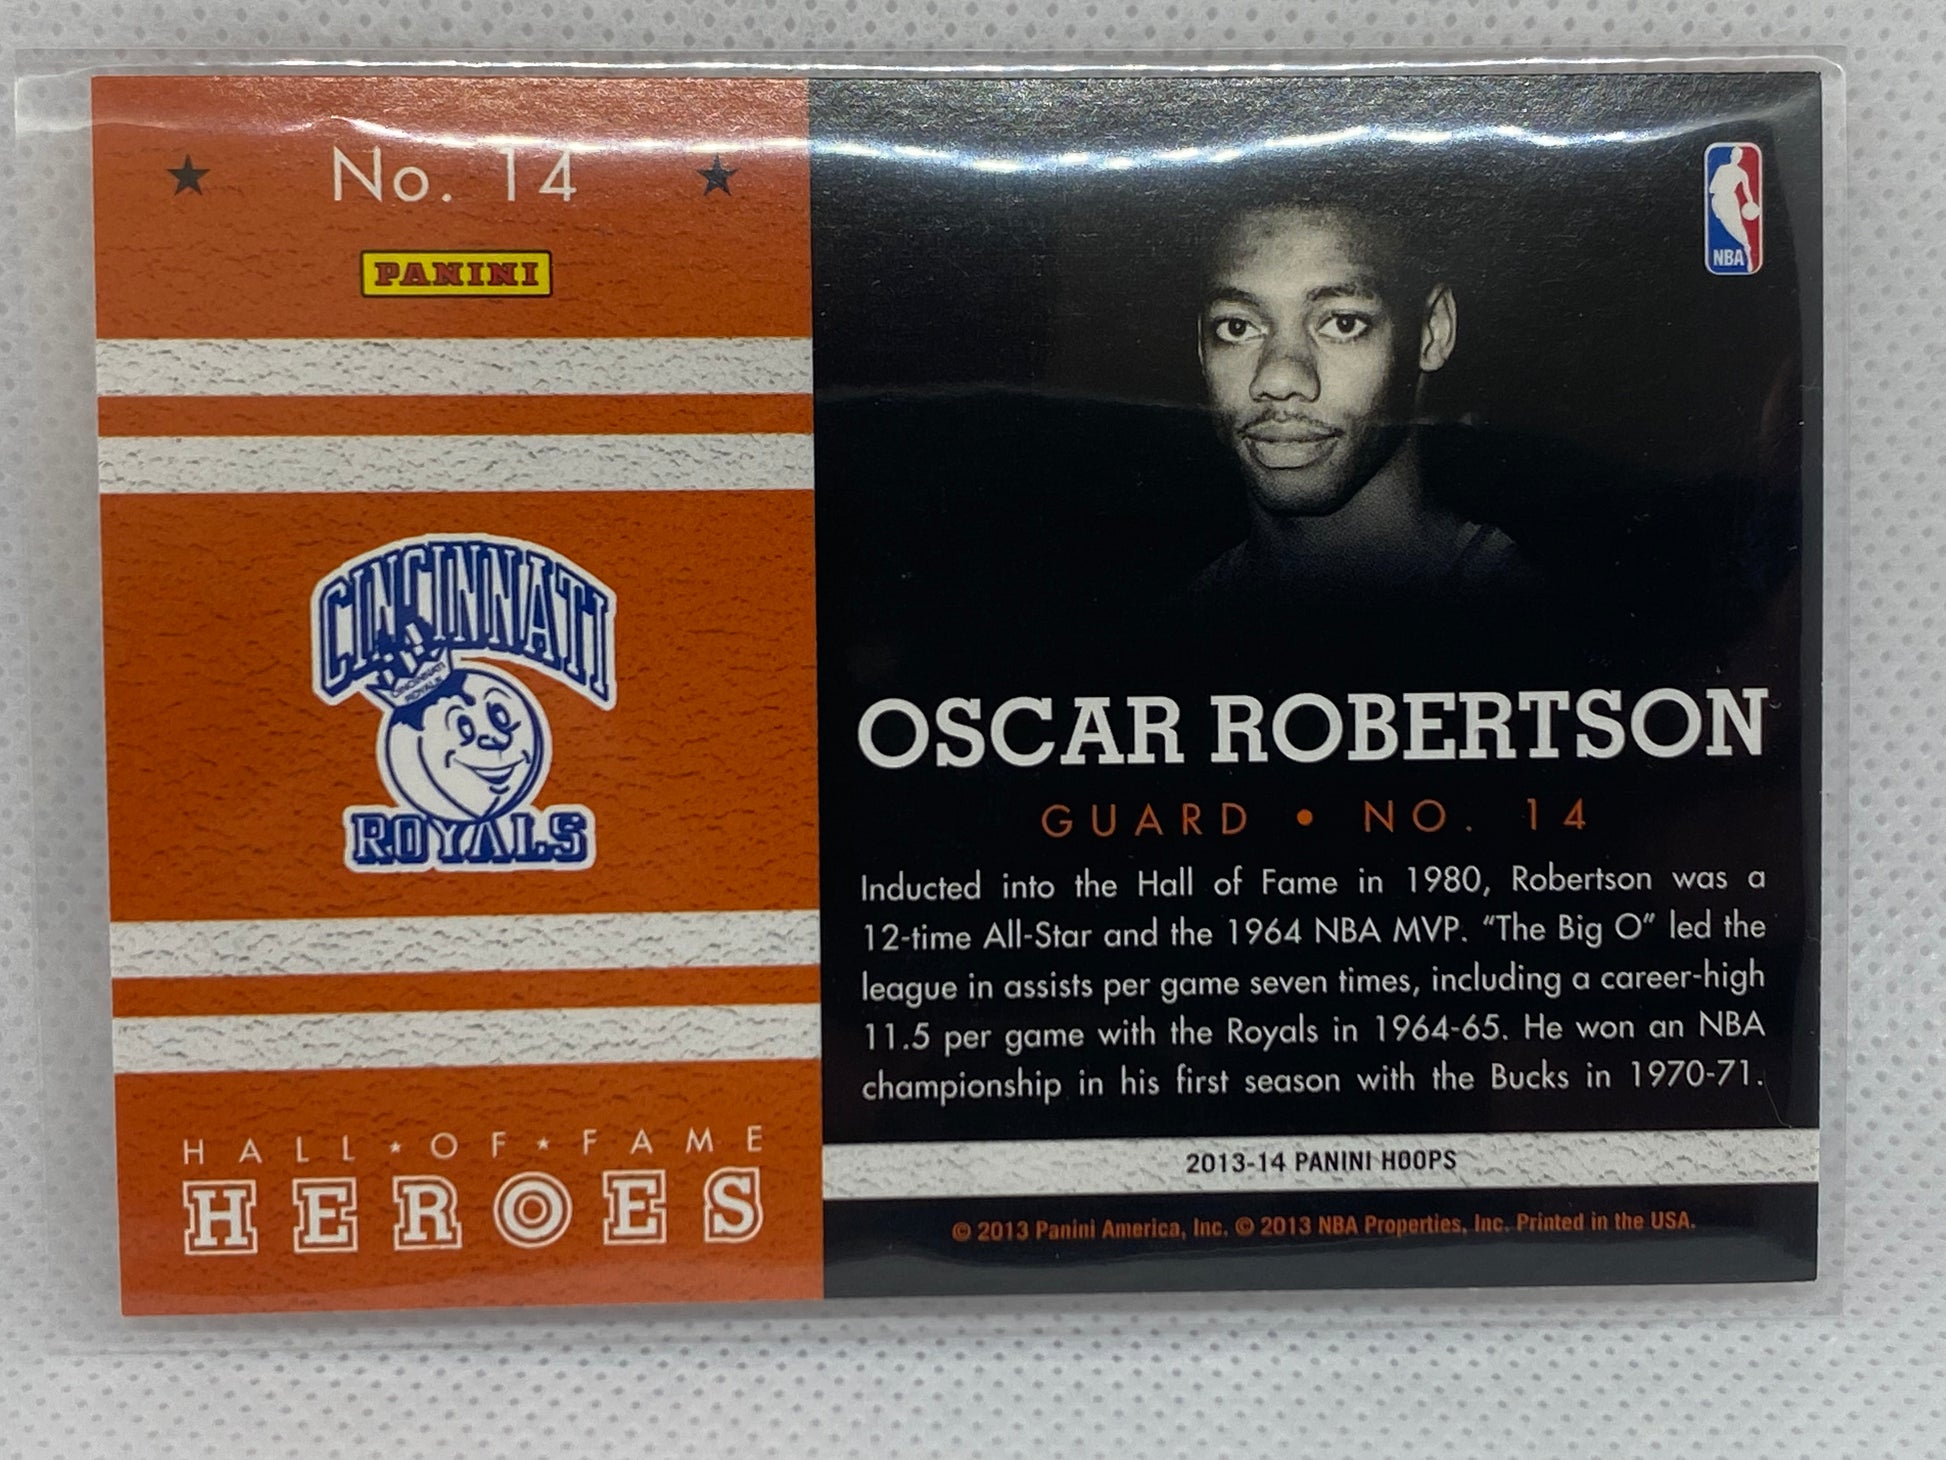 No. 14
PANINI
CINCINNATI
CINCINNATI
ROYALS
ROYALS
HALL ★ OF ★ FAME
HEROES
NBA
OSCAR ROBERTSON
GUARD • NO. 14
Inducted into the Hall of Fame in 1980, Robertson was a
12-time All-Star and the 1964 NBA MVP. “The Big O” led the
league in assists per game seven times, including a career-high
11.5 per game with the Royals in 1964-65. He won an NBA
championship in his first season with the Bucks in 1970-71.
2013-14 PANINI HOOPS
© 2013 Panini America, Inc. © 2013 NBA Properties, Inc. Printed in the USA.